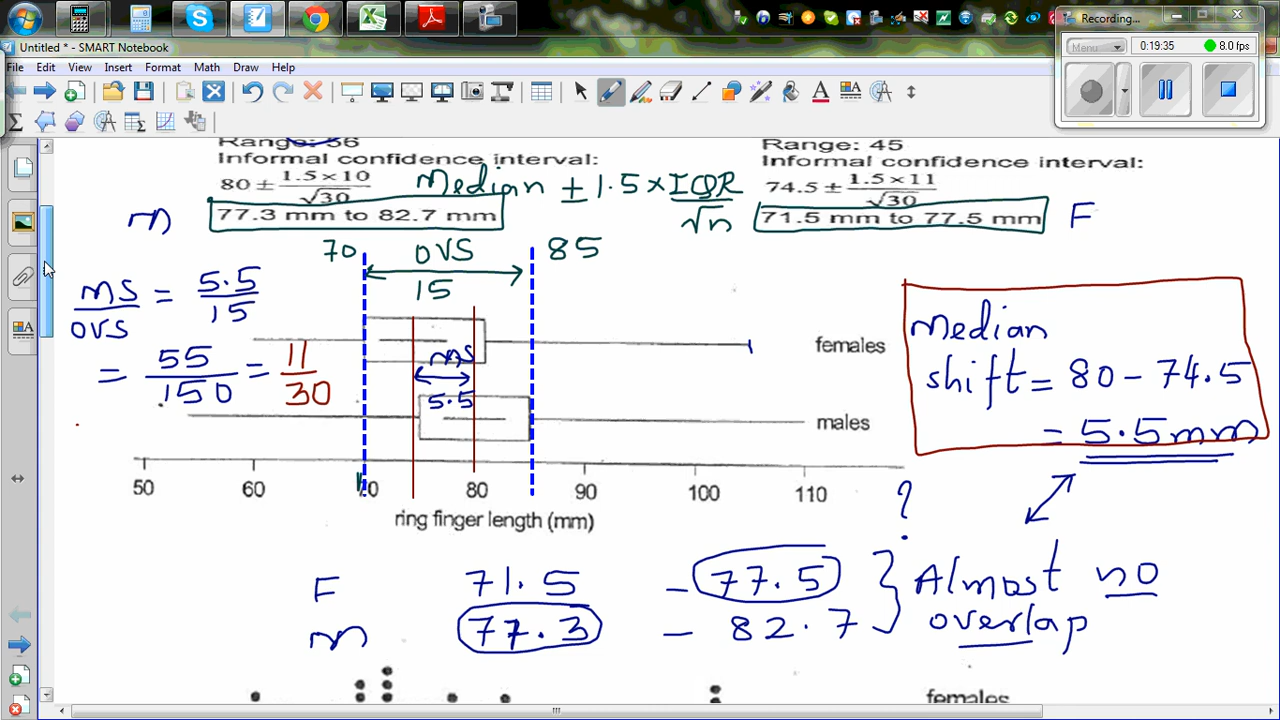 Untitled * - SMART Notebook
Recording...
Menu
0:19:35
8.0 fps
File Edit View Insert Format Math Draw Help
Range: 36
Informal confidence interval:
80 ± 1.5 × 10 / √30
77.3 mm to 82.7 mm
m
Median ± 1.5 × IQR / √n
Range: 45
Informal confidence interval:
74.5 ± 1.5 × 11 / √30
71.5 mm to 77.5 mm
F
70 OVS 85
15
ms / OVS = 5.5 / 15
= 55 / 150 = 11 / 30
ms
5.5
females
males
50 60 70 80 90 100 110
ring finger length (mm)
Median
shift = 80 - 74.5
= 5.5mm
?
F 71.5 - 77.5
m 77.3 - 82.7
Almost no
overlap
females